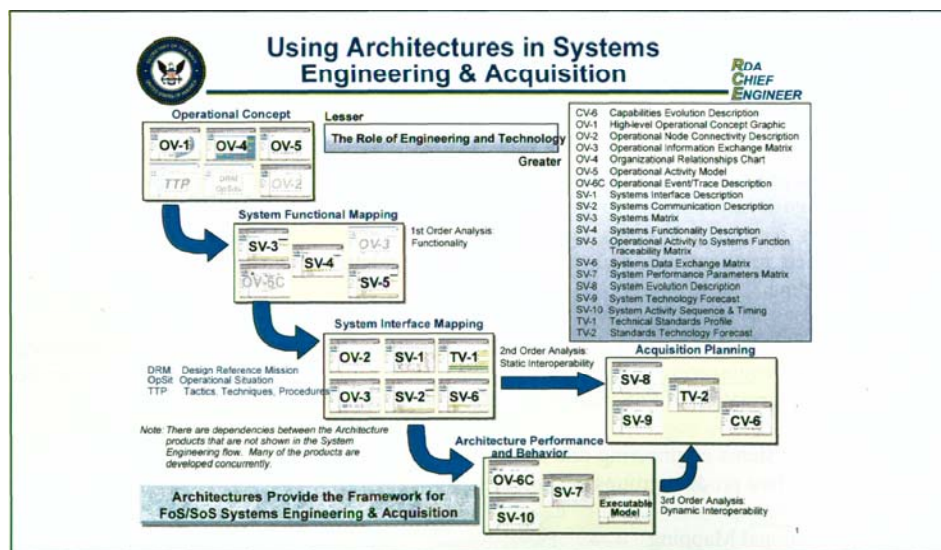 Using Architectures in Systems
Engineering & Acquisition
RDA
CHIEF
ENGINEER
Operational Concept
OV-1
OV-4
OV-5
TTP
DRM
OpSits
OV-2
Lesser
The Role of Engineering and Technology
Greater
CV-6 Capabilities Evolution Description
OV-1 High-level Operational Concept Graphic
OV-2 Operational Node Connectivity Description
OV-3 Operational Information Exchange Matrix
OV-4 Organizational Relationships Chart
OV-5 Operational Activity Model
OV-6C Operational Event/Trace Description
SV-1 Systems Interface Description
SV-2 Systems Communication Description
SV-3 Systems Matrix
SV-4 Systems Functionality Description
SV-5 Operational Activity to Systems Function
Traceability Matrix
SV-6 Systems Data Exchange Matrix
SV-7 System Performance Parameters Matrix
SV-8 System Evolution Description
SV-9 System Technology Forecast
SV-10 System Activity Sequence & Timing
TV-1 Technical Standards Profile
TV-2 Standards Technology Forecast
System Functional Mapping
SV-3
SV-4
OV-3
OV-6C
SV-5
1st Order Analysis:
Functionality
System Interface Mapping
OV-2
SV-1
TV-1
OV-3
SV-2
SV-6
2nd Order Analysis:
Static Interoperability
Acquisition Planning
SV-8
TV-2
SV-9
CV-6
DRM Design Reference Mission
OpSit Operational Situation
TTP Tactics, Techniques, Procedures
Note: There are dependencies between the Architecture
products that are not shown in the System
Engineering flow. Many of the products are
developed concurrently.
Architecture Performance
and Behavior
OV-6C
SV-7
SV-10
Executable
Model
3rd Order Analysis:
Dynamic Interoperability
Architectures Provide the Framework for
FoS/SoS Systems Engineering & Acquisition
1